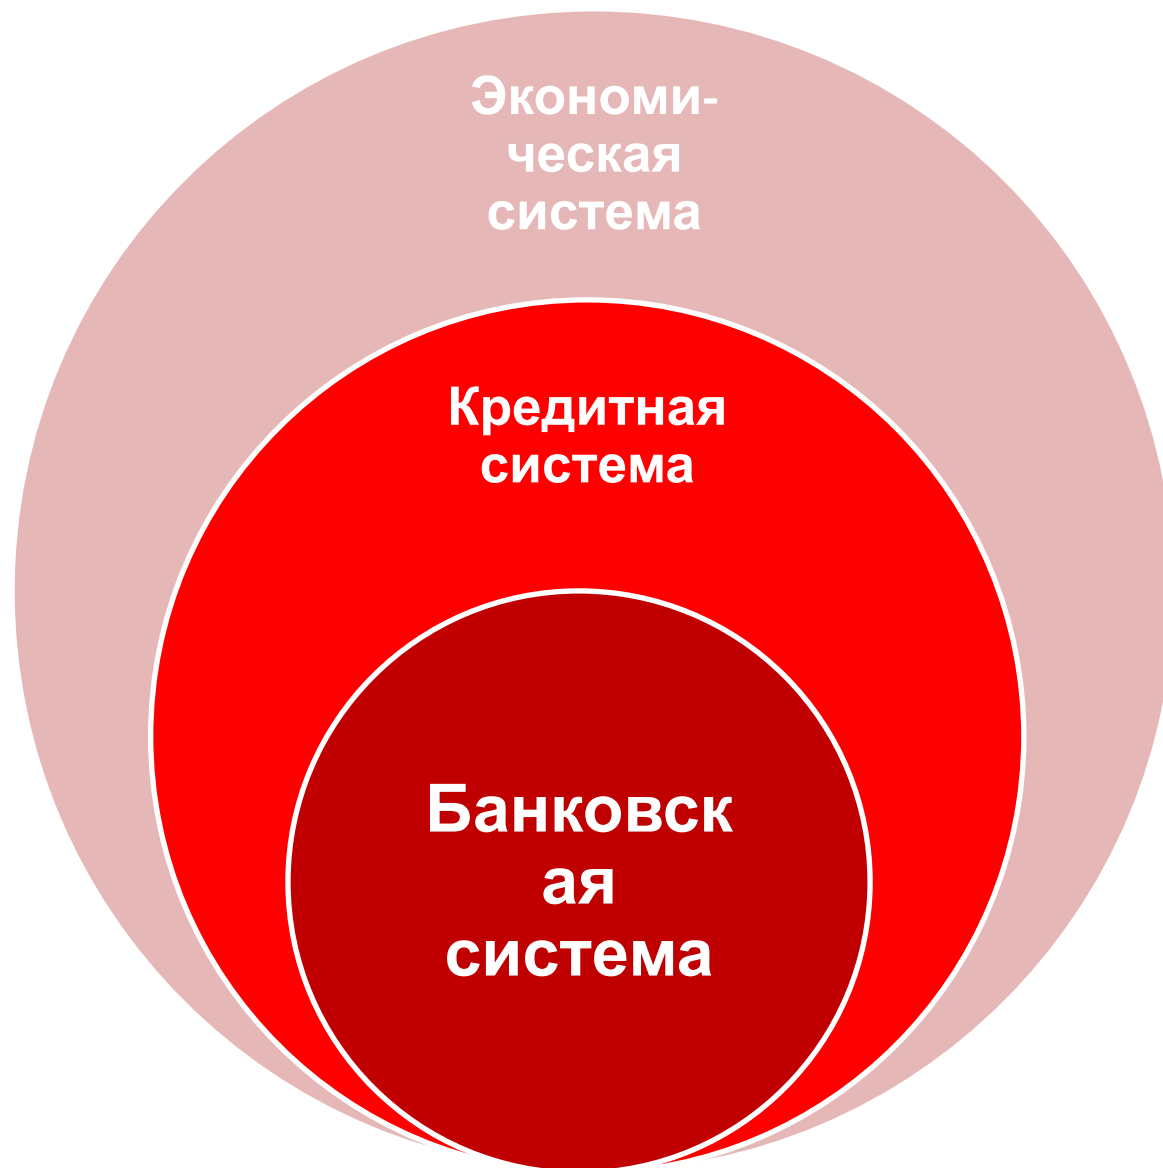 Экономи-
ческая
система
Кредитная
система
Банковск
ая
система